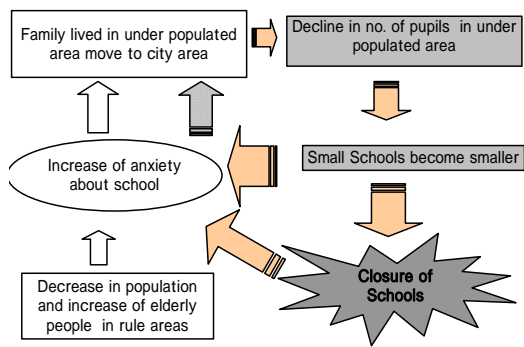 Family lived in under populated
area move to city area
Decline in no. of pupils in under
populated area
Increase of anxiety
about school
Small Schools become smaller
Decrease in population
and increase of elderly
people in rule areas
Closure of
Schools